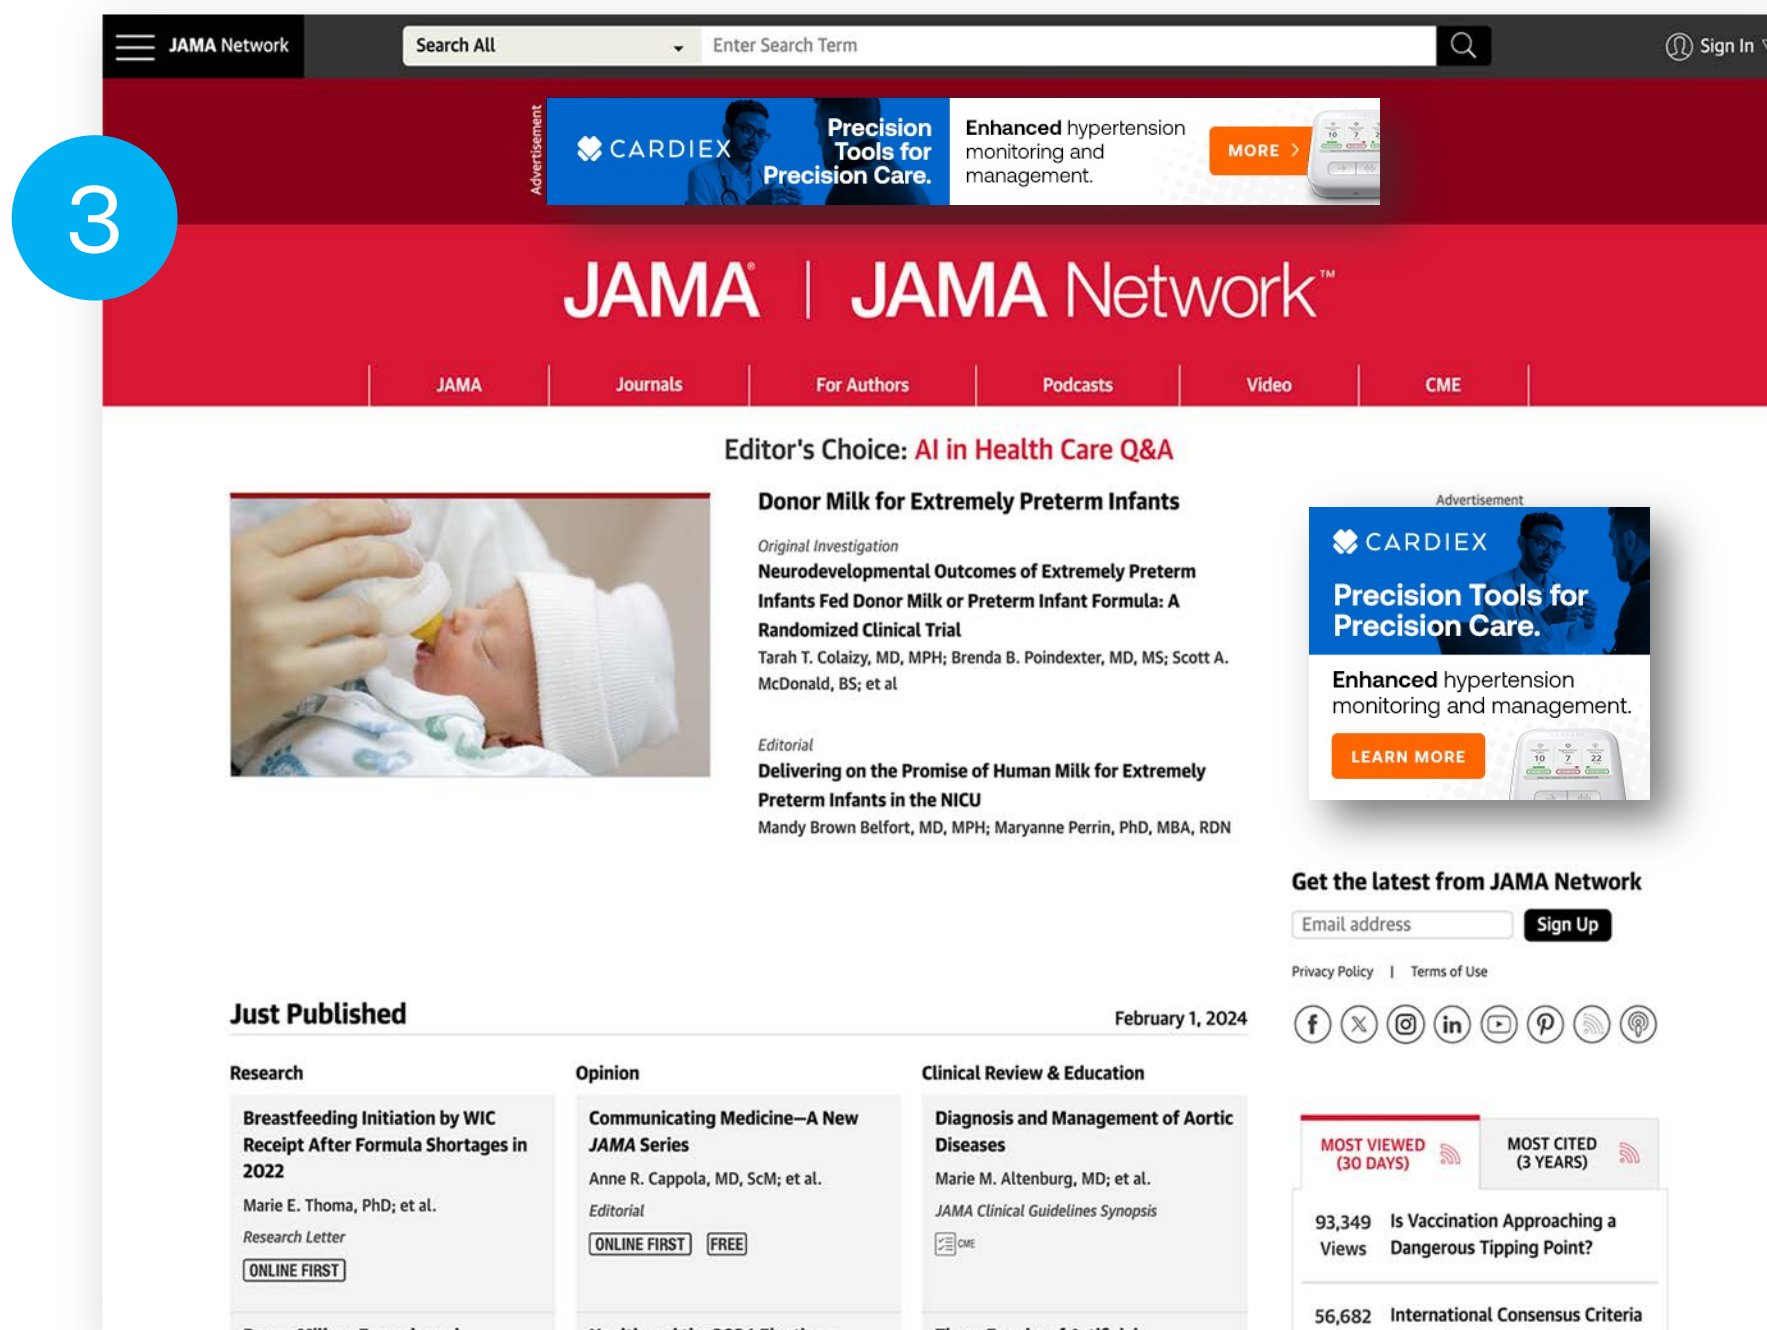 JAMA Network
Search All
Enter Search Term
Sign In
3
Advertisement
CARDIEX
Precision
Tools for
Precision Care.
Enhanced hypertension
monitoring and
management.
MORE >
JAMA® | JAMA Network™
JAMA
Journals
For Authors
Podcasts
Video
CME
Editor's Choice: AI in Health Care Q&A
Donor Milk for Extremely Preterm Infants
Original Investigation
Neurodevelopmental Outcomes of Extremely Preterm
Infants Fed Donor Milk or Preterm Infant Formula: A
Randomized Clinical Trial
Tarah T. Colaizy, MD, MPH; Brenda B. Poindexter, MD, MS; Scott A.
McDonald, BS; et al
Editorial
Delivering on the Promise of Human Milk for Extremely
Preterm Infants in the NICU
Mandy Brown Belfort, MD, MPH; Maryanne Perrin, PhD, MBA, RDN
Advertisement
CARDIEX
Precision Tools for
Precision Care.
Enhanced hypertension
monitoring and management.
LEARN MORE
10 7 22
Get the latest from JAMA Network
Email address
Sign Up
Privacy Policy | Terms of Use
Just Published
February 1, 2024
Research
Breastfeeding Initiation by WIC
Receipt After Formula Shortages in
2022
Marie E. Thoma, PhD; et al.
Research Letter
ONLINE FIRST
Opinion
Communicating Medicine—A New
JAMA Series
Anne R. Cappola, MD, ScM; et al.
Editorial
ONLINE FIRST FREE
Clinical Review & Education
Diagnosis and Management of Aortic
Diseases
Marie M. Altenburg, MD; et al.
JAMA Clinical Guidelines Synopsis
CME
MOST VIEWED
(30 DAYS)
MOST CITED
(3 YEARS)
93,349 Is Vaccination Approaching a
Views Dangerous Tipping Point?
56,682 International Consensus Criteria